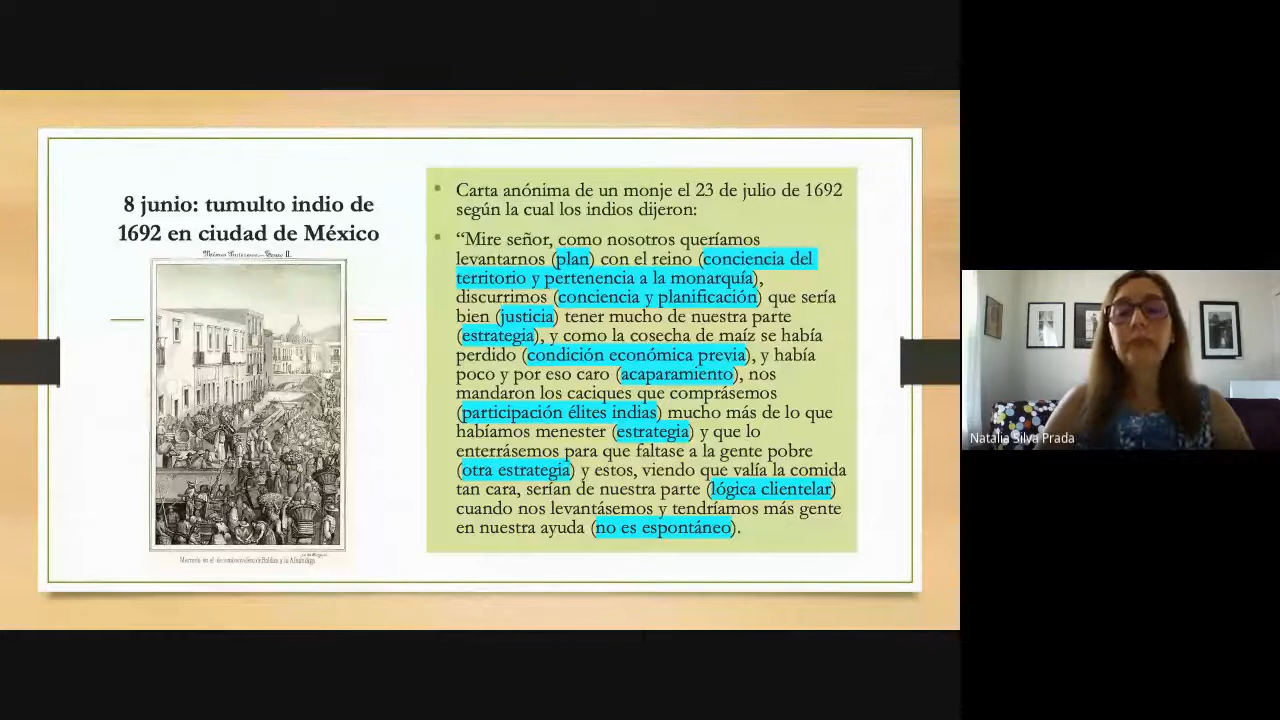 8 junio: tumulto indio de
1692 en ciudad de México
Carta anónima de un monje el 23 de julio de 1692
según la cual los indios dijeron:
“Mire señor, como nosotros queríamos
levantarnos (plan) con el reino (conciencia del
territorio y pertenencia a la monarquía),
discurrimos (conciencia y planificación) que sería
bien (justicia) tener mucho de nuestra parte
(estrategia), y como la cosecha de maíz se había
perdido (condición económica previa), y había
poco y por eso caro (acaparamiento), nos
mandaron los caciques que comprásemos
(participación élites indias) mucho más de lo que
habíamos menester (estrategia) y que lo
enterrásemos para que faltase a la gente pobre
(otra estrategia) y estos, viendo que valía la comida
tan cara, serían de nuestra parte (lógica clientelar)
cuando nos levantásemos y tendríamos más gente
en nuestra ayuda (no es espontáneo).
Natalia Silva Prada